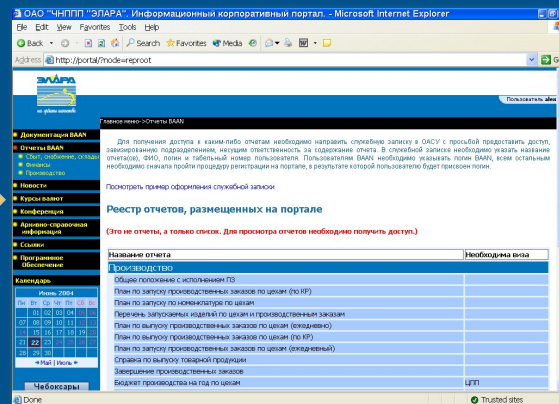 ОАО "ЧНППП "ЭЛАРА". Информационный корпоративный портал. - Microsoft Internet Explorer
File Edit View Favorites Tools Help
Back Search Favorites Media
Address http://portal/?node=reproot
ЭЛАРА
Пользователь alex
Главное меню->Отчеты BAAN
Документация BAAN
Отчеты BAAN
Сбыт, снабжение, склады
Финансы
Производство
Новости
Курсы валют
Конференция
Архивно-справочная информация
Ссылки
Программное Обеспечение
Календарь
Июнь 2004
Пн Вт Ср Чт Пт Сб Вс
01 02 03 04 05 06
07 08 09 10 11 12 13
14 15 16 17 18 19 20
21 22 23 24 25 26 27
28 29 30
Май | Июль
Чебоксары
Для получения доступа к каким-либо отчетам необходимо направить служебную записку в ОАСУ с просьбой предоставить доступ,
завизированную подразделением, несущим ответственность за содержание отчета. В служебной записке необходимо указать название
отчета(ов), ФИО, логин и табельный номер пользователя. Пользователям BAAN необходимо указывать логин BAAN, всем остальным
необходимо сначала пройти процедуру регистрации на портале, в результате которой пользователю будет присвоен логин.
Посмотреть пример оформления служебной записки
Реестр отчетов, размещенных на портале
(Это не отчеты, а только список. Для просмотра отчетов необходимо получить доступ.)
Название отчета Необходима виза
Производство
Общее положение с исполнением ПЗ
План по запуску производственных заказов по цехам (по КР)
План по запуску по номенклатуре по цехам
Перечень запускаемых изделий по цехам и производственным заказам
План по выпуску производственных заказов по цехам (ежедневно)
План по выпуску производственных заказов по цехам (по КР)
План по запуску производственных заказов по цехам (ежедневный)
Справка по выпуску товарной продукции
Завершение производственных заказов
Бюджет производства на год по цехам ЦПП
Done Trusted sites